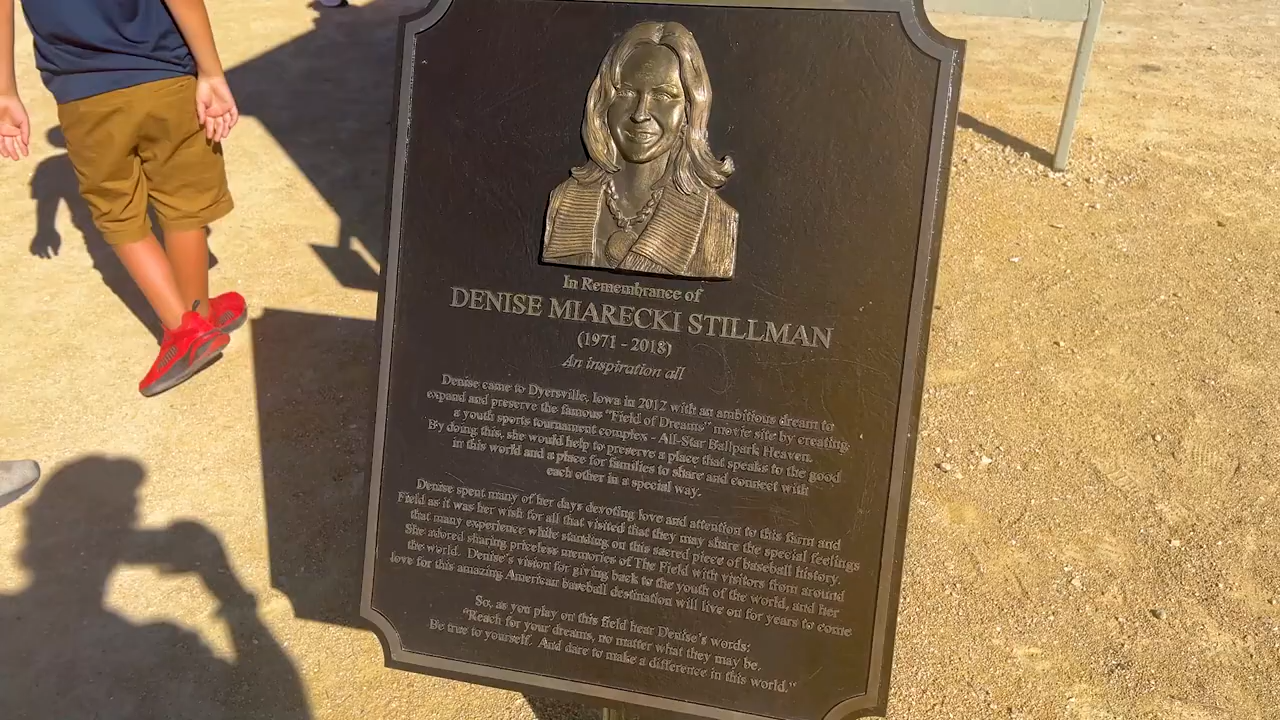 In Remembrance of
DENISE MIARECKI STILLMAN
(1971 - 2018)
An inspiration all
Denise came to Dyersville, Iowa in 2012 with an ambitious dream to
expand and preserve the famous "Field of Dreams" movie site by creating
a youth sports tournament complex - All-Star Ballpark Heaven.
By doing this, she would help to preserve a place that speaks to the good
in this world and a place for families to share and connect with
each other in a special way.
Denise spent many of her days devoting love and attention to this farm and
Field as it was her wish for all that visited that they may share the special feelings
that many experience while standing on this sacred piece of baseball history.
She adored sharing priceless memories of The Field with visitors from around
the world. Denise's vision for giving back to the youth of the world, and her
love for this amazing American baseball destination will live on for years to come
So, as you play on this field hear Denise's words:
"Reach for your dreams, no matter what they may be.
Be true to yourself. And dare to make a difference in this world."